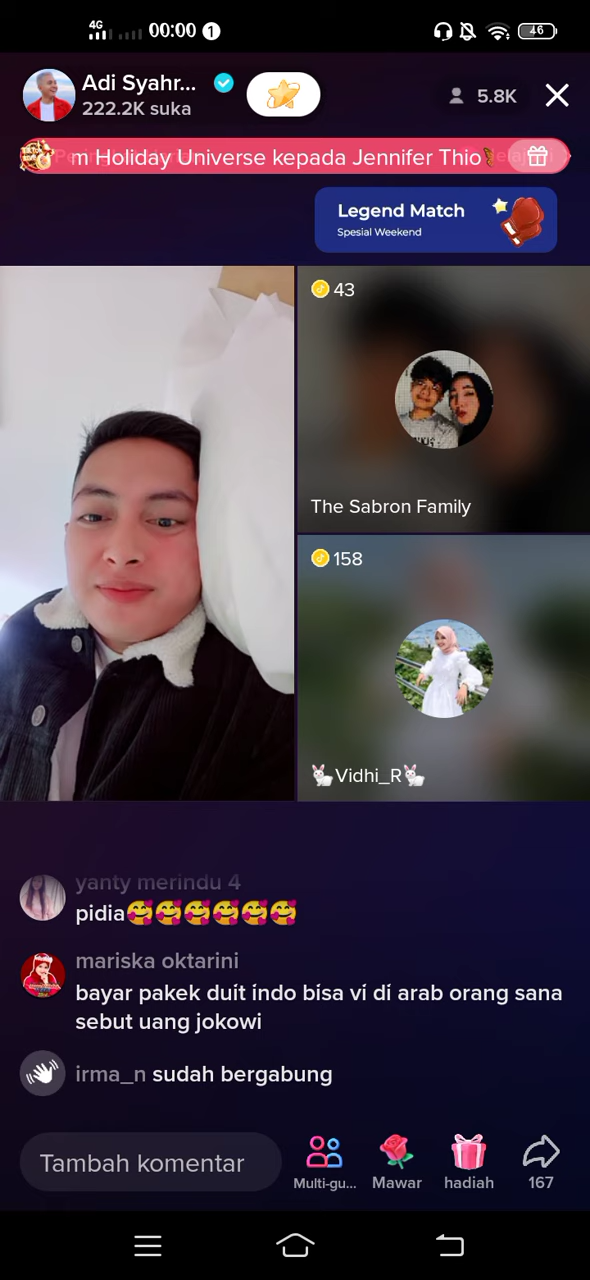 4G
00:00 1
46
Adi Syahr...
222.2K suka
5.8K
m Holiday Universe kepada Jennifer Thio
Legend Match
Spesial Weekend
43
The Sabron Family
158
🐇Vidhi_R🐇
yanty merindu 4
pidia🥰🥰🥰🥰🥰🥰
mariska oktarini
bayar pakek duit indo bisa vi di arab orang sana
sebut uang jokowi
irma_n sudah bergabung
Tambah komentar
Multi-gu...
Mawar
hadiah
167